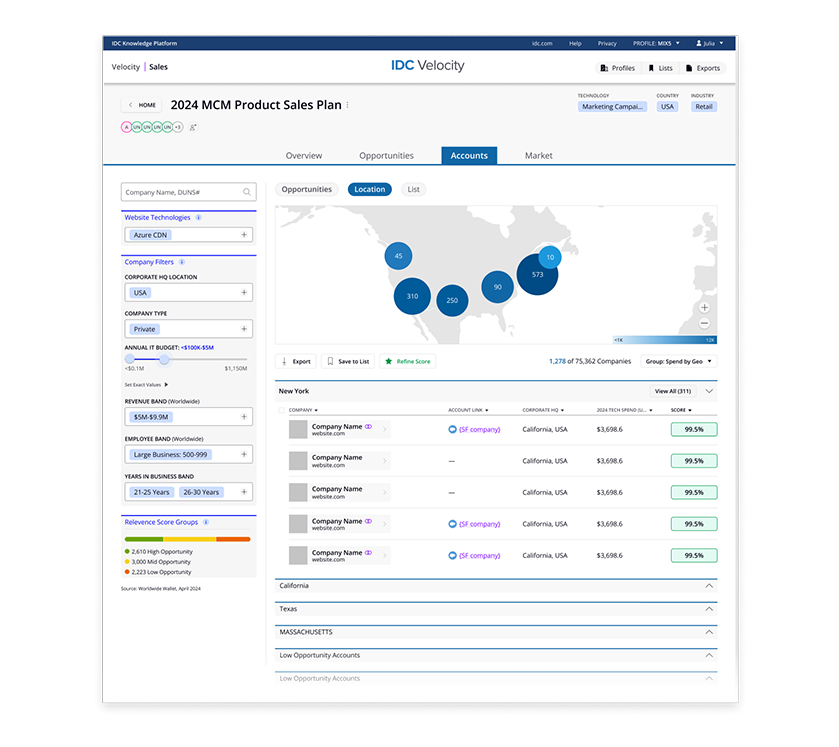 IDC Knowledge Platform
idc.com Help Privacy PROFILE: MIX5 Julia
Velocity | Sales
IDC Velocity
Profiles Lists Exports
HOME
2024 MCM Product Sales Plan
TECHNOLOGY COUNTRY INDUSTRY
Marketing Campai... USA Retail
A UN UN UN UN +3
Overview Opportunities Accounts Market
Company Name, DUNS#
Website Technologies
Azure CDN +
Company Filters
CORPORATE HQ LOCATION
USA +
COMPANY TYPE
Private +
ANNUAL IT BUDGET: <$100K-$5M
<$0.1M $1,150M
Set Exact Values
REVENUE BAND (Worldwide)
$5M-$9.9M +
EMPLOYEE BAND (Worldwide)
Large Business: 500-999 +
YEARS IN BUSINESS BAND
21-25 Years 26-30 Years +
Relevence Score Groups
2,610 High Opportunity
3,000 Mid Opportunity
2,223 Low Opportunity
Source: Worldwide Wallet, April 2024
Opportunities Location List
45
10
573
90
310
250
+
−
<1K 12K
Export Save to List Refine Score
1,278 of 75,362 Companies
Group: Spend by Geo
New York
View All (311)
COMPANY ACCOUNT LINK CORPORATE HQ 2024 TECH SPEND (U... SCORE
Company Name {SF company} California, USA $3,698.6 99.5%
website.com
Company Name — California, USA $3,698.6 99.5%
website.com
Company Name — California, USA $3,698.6 99.5%
website.com
Company Name {SF company} California, USA $3,698.6 99.5%
website.com
Company Name {SF company} California, USA $3,698.6 99.5%
website.com
California
Texas
MASSACHUSETTS
Low Opportunity Accounts
Low Opportunity Accounts